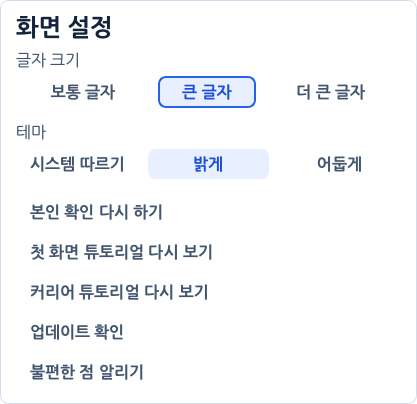 화면 설정
글자 크기
보통 글자 큰 글자 더 큰 글자
테마
시스템 따르기 밝게 어둡게
본인 확인 다시 하기
첫 화면 튜토리얼 다시 보기
커리어 튜토리얼 다시 보기
업데이트 확인
불편한 점 알리기